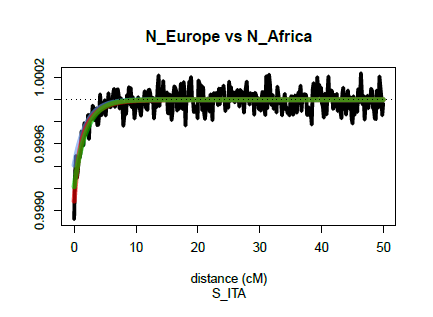 N_Europe vs N_Africa
1.0002
0.9996
0.9990
0 10 20 30 40 50
distance (cM)
S_ITA